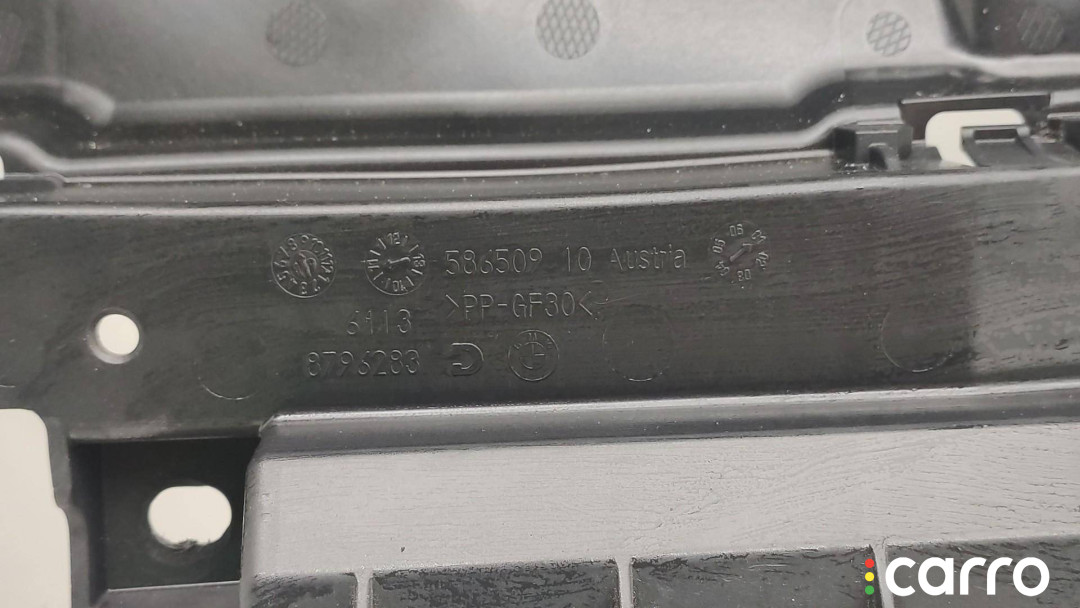 586509 10 Austria
>PP-GF30<
6113
8796283
carro